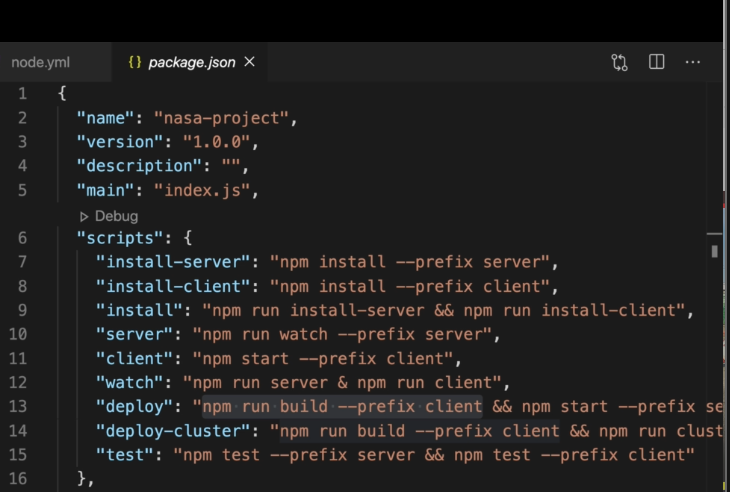 node.yml {} package.json ×
1 {
2 "name": "nasa-project",
3 "version": "1.0.0",
4 "description": "",
5 "main": "index.js",
Debug
6 "scripts": {
7 "install-server": "npm install --prefix server",
8 "install-client": "npm install --prefix client",
9 "install": "npm run install-server && npm run install-client",
10 "server": "npm run watch --prefix server",
11 "client": "npm start --prefix client",
12 "watch": "npm run server & npm run client",
13 "deploy": "npm run build --prefix client && npm start --prefix se
14 "deploy-cluster": "npm run build --prefix client && npm run clust
15 "test": "npm test --prefix server && npm test --prefix client"
16 },